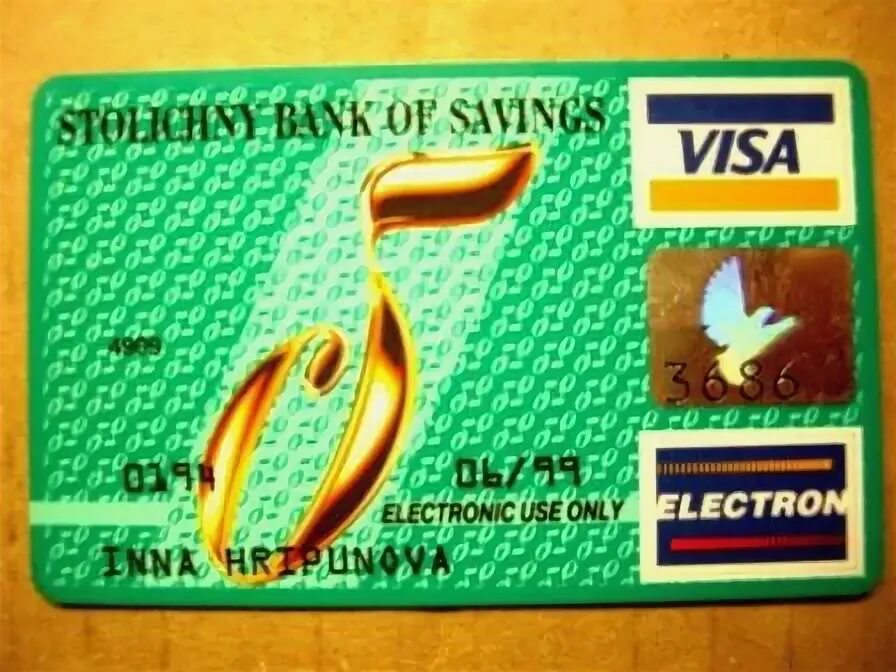 STOLICHNY BANK OF SAVINGS
VISA
4909
3686
0194 06/99
ELECTRONIC USE ONLY
ELECTRON
INNA HRIPUNOVA